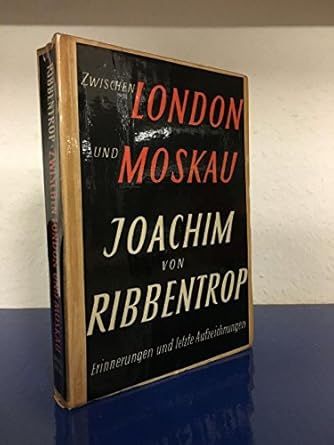 ZWISCHEN
LONDON
UND
MOSKAU
JOACHIM
VON
RIBBENTROP
Erinnerungen und letzte Aufzeichnungen
RIBBENTROP ZWISCHEN LONDON UND MOSKAU